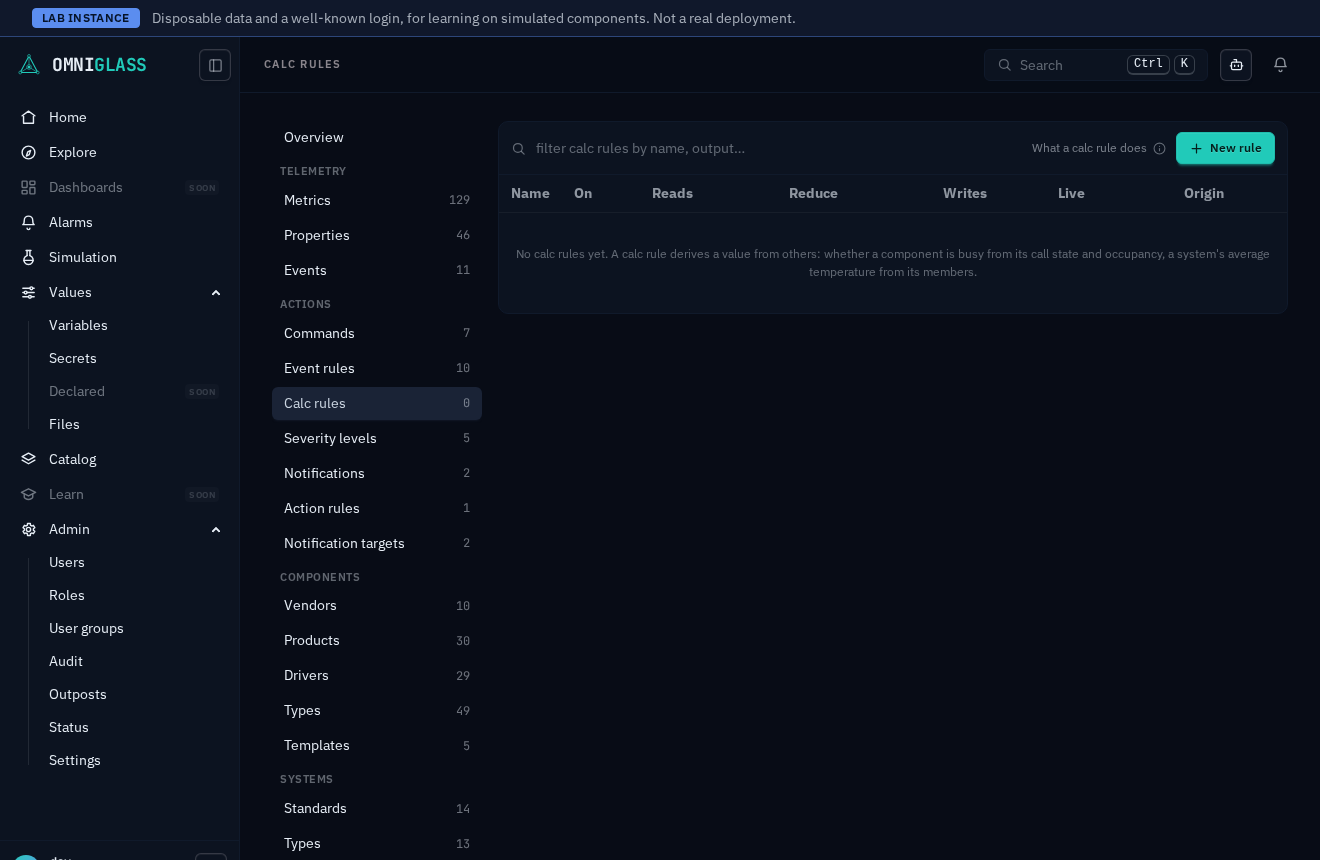 LAB INSTANCE Disposable data and a well-known login, for learning on simulated components. Not a real deployment.
OMNIGLASS
CALC RULES
Search Ctrl K
Home
Explore
Dashboards SOON
Alarms
Simulation
Values
Variables
Secrets
Declared SOON
Files
Catalog
Learn SOON
Admin
Users
Roles
User groups
Audit
Outposts
Status
Settings
Overview
TELEMETRY
Metrics 129
Properties 46
Events 11
ACTIONS
Commands 7
Event rules 10
Calc rules 0
Severity levels 5
Notifications 2
Action rules 1
Notification targets 2
COMPONENTS
Vendors 10
Products 30
Drivers 29
Types 49
Templates 5
SYSTEMS
Standards 14
Types 13
filter calc rules by name, output...
What a calc rule does
New rule
Name On Reads Reduce Writes Live Origin
No calc rules yet. A calc rule derives a value from others: whether a component is busy from its call state and occupancy, a system's average
temperature from its members.